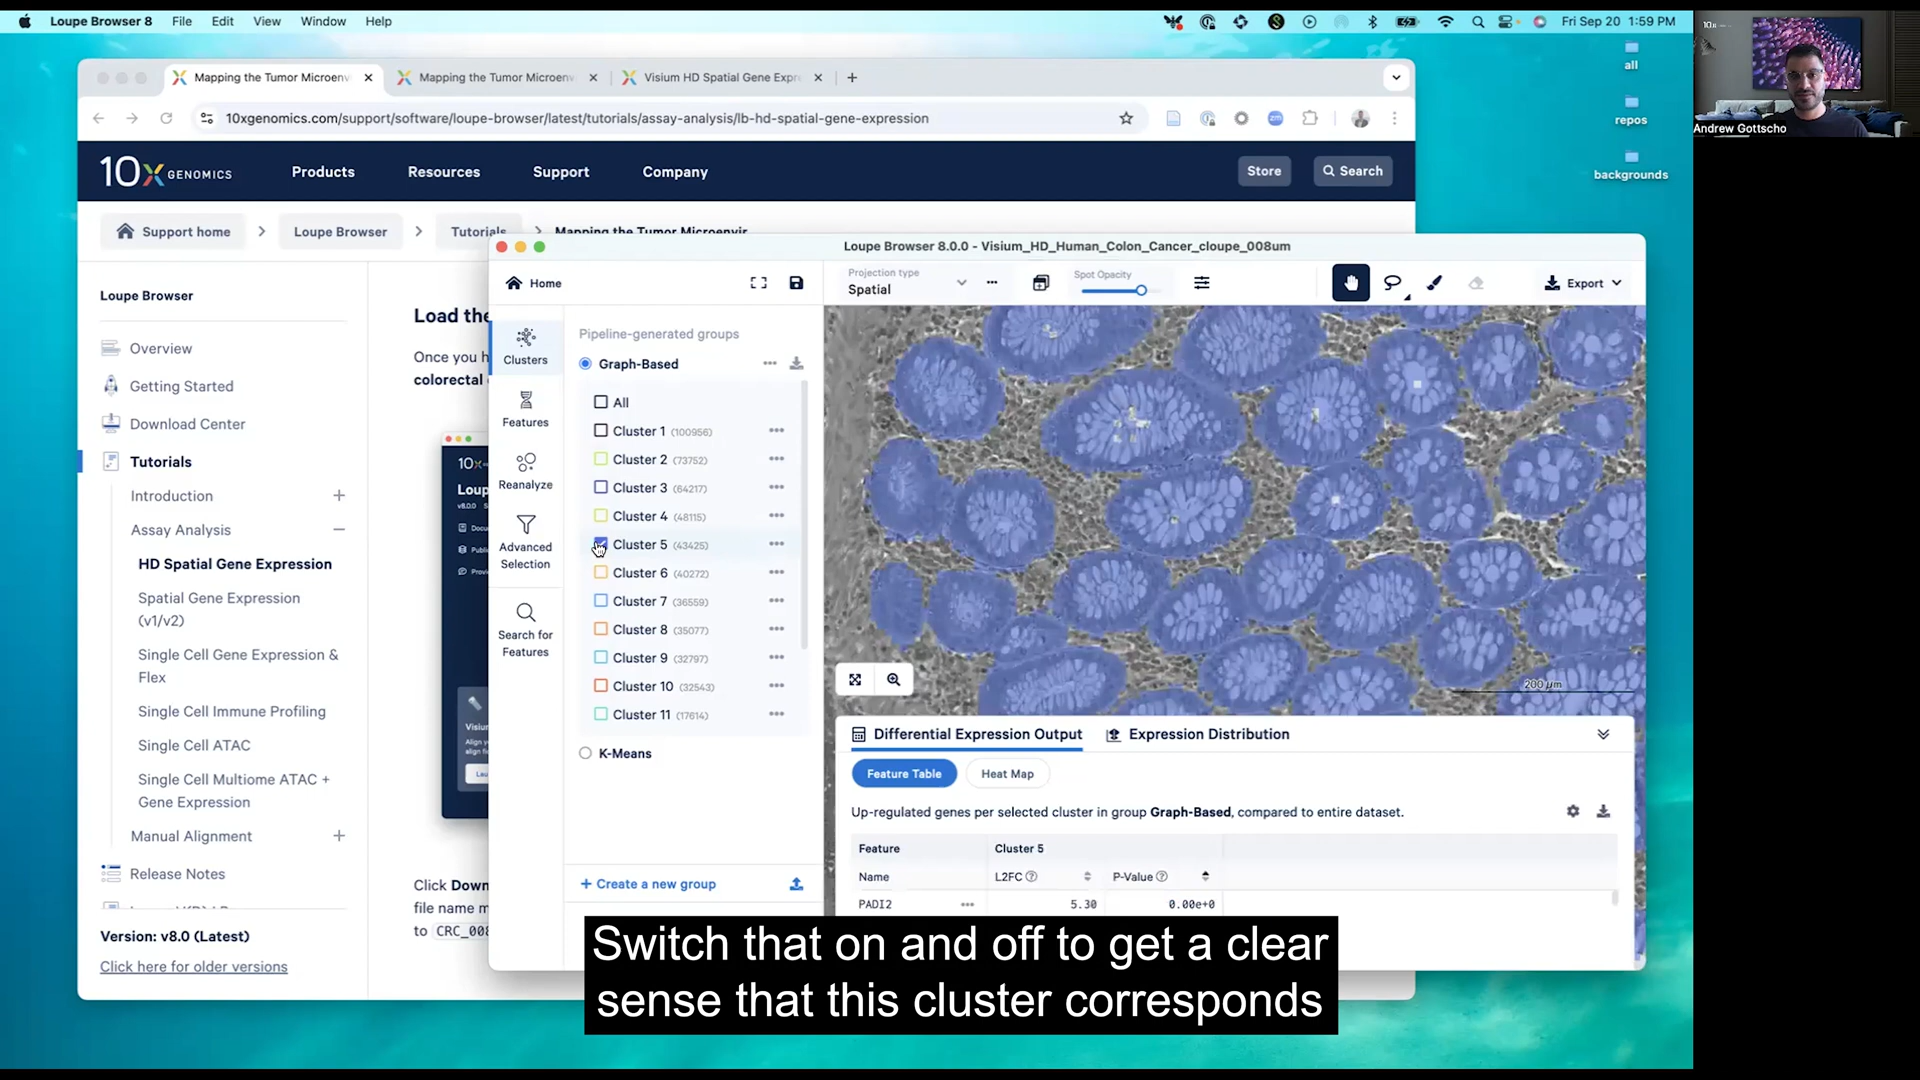 Loupe Browser 8 File Edit View Window Help
Fri Sep 20 1:59 PM
all
repos
backgrounds
10x
Andrew Gottscho
Mapping the Tumor Microenv
Mapping the Tumor Microen
Visium HD Spatial Gene Expr
10xgenomics.com/support/software/loupe-browser/latest/tutorials/assay-analysis/lb-hd-spatial-gene-expression
10X GENOMICS
Products Resources Support Company
Store Search
Support home > Loupe Browser > Tutorials > Mapping the Tumor Microenvir
Loupe Browser
Overview
Getting Started
Download Center
Tutorials
Introduction
Assay Analysis
HD Spatial Gene Expression
Spatial Gene Expression
(v1/v2)
Single Cell Gene Expression &
Flex
Single Cell Immune Profiling
Single Cell ATAC
Single Cell Multiome ATAC +
Gene Expression
Manual Alignment
Release Notes
Version: v8.0 (Latest)
Click here for older versions
Load the
Once you h
colorectal
Click Down
file name m
to CRC_008
Loupe Browser 8.0.0 - Visium_HD_Human_Colon_Cancer_cloupe_008um
Home
Projection type
Spatial
Spot Opacity
Export
Clusters
Features
Reanalyze
Advanced
Selection
Search for
Features
Pipeline-generated groups
Graph-Based
All
Cluster 1 (100956)
Cluster 2 (73752)
Cluster 3 (64217)
Cluster 4 (48115)
Cluster 5 (43425)
Cluster 6 (40272)
Cluster 7 (36559)
Cluster 8 (35077)
Cluster 9 (32797)
Cluster 10 (32543)
Cluster 11 (17614)
K-Means
+ Create a new group
200 µm
Differential Expression Output Expression Distribution
Feature Table Heat Map
Up-regulated genes per selected cluster in group Graph-Based, compared to entire dataset.
Feature Cluster 5
Name L2FC P-Value
PADI2 5.30 0.00e+0
Switch that on and off to get a clear
sense that this cluster corresponds